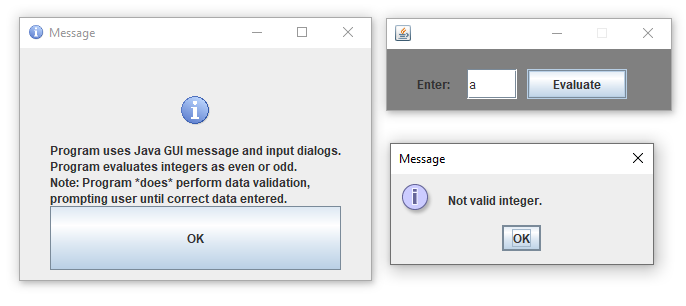 Message
Program uses Java GUI message and input dialogs.
Program evaluates integers as even or odd.
Note: Program *does* perform data validation,
prompting user until correct data entered.
OK
Enter:
a
Evaluate
Message
Not valid integer.
OK